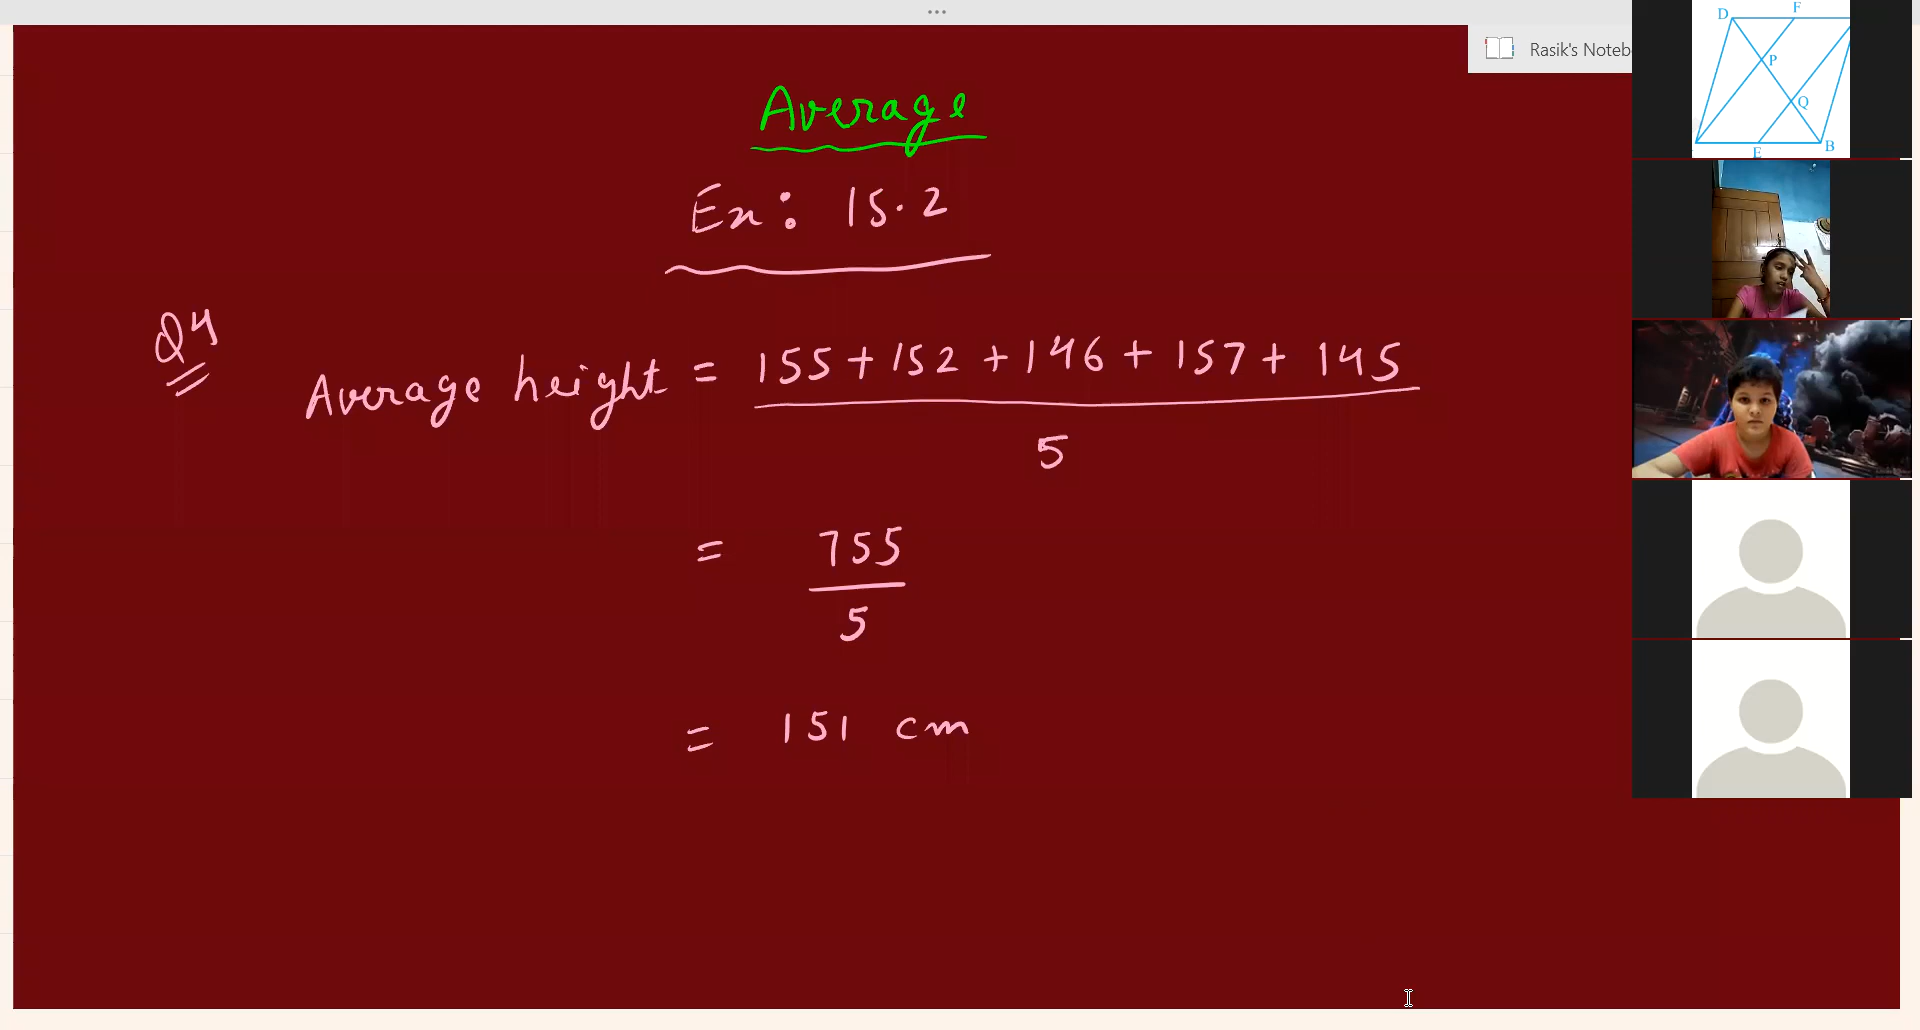 Rasik's Noteb
Average
Ex: 15.2
Q4
Average height = 155 + 152 + 146 + 157 + 145
5
= 755
5
= 151 cm
D F
P
Q
E B